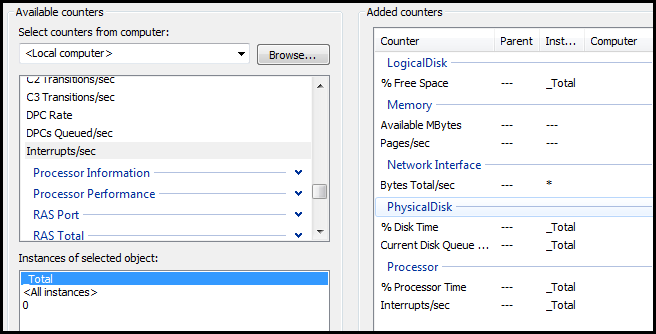 Available counters
Select counters from computer:
<Local computer>
Browse...
C2 Transitions/sec
C3 Transitions/sec
DPC Rate
DPCs Queued/sec
Interrupts/sec
Processor Information
Processor Performance
RAS Port
RAS Total
Instances of selected object:
_Total
<All instances>
0
Added counters
Counter Parent Inst... Computer
LogicalDisk
% Free Space --- _Total
Memory
Available MBytes --- ---
Pages/sec --- ---
Network Interface
Bytes Total/sec --- *
PhysicalDisk
% Disk Time --- _Total
Current Disk Queue ... --- _Total
Processor
% Processor Time --- _Total
Interrupts/sec --- _Total